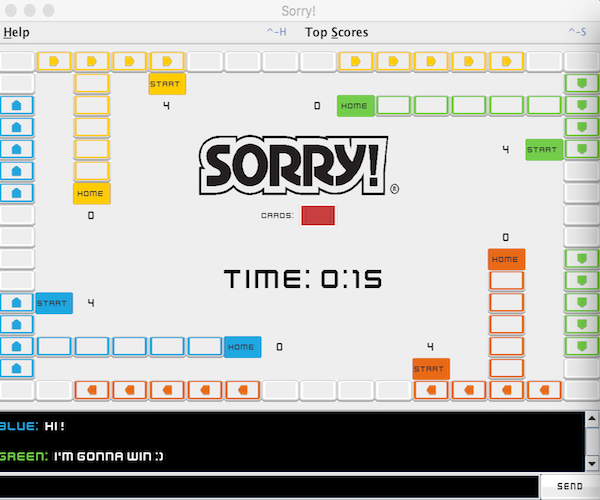 Sorry!
Help ^-H Top Scores ^-S
START
4 0 HOME
4 START
SORRY!®
HOME
0 CARDS:
0
TIME: 0:15 HOME
START 4
HOME 0 4
START
BLUE: HI!
GREEN: I'M GONNA WIN :)
SEND